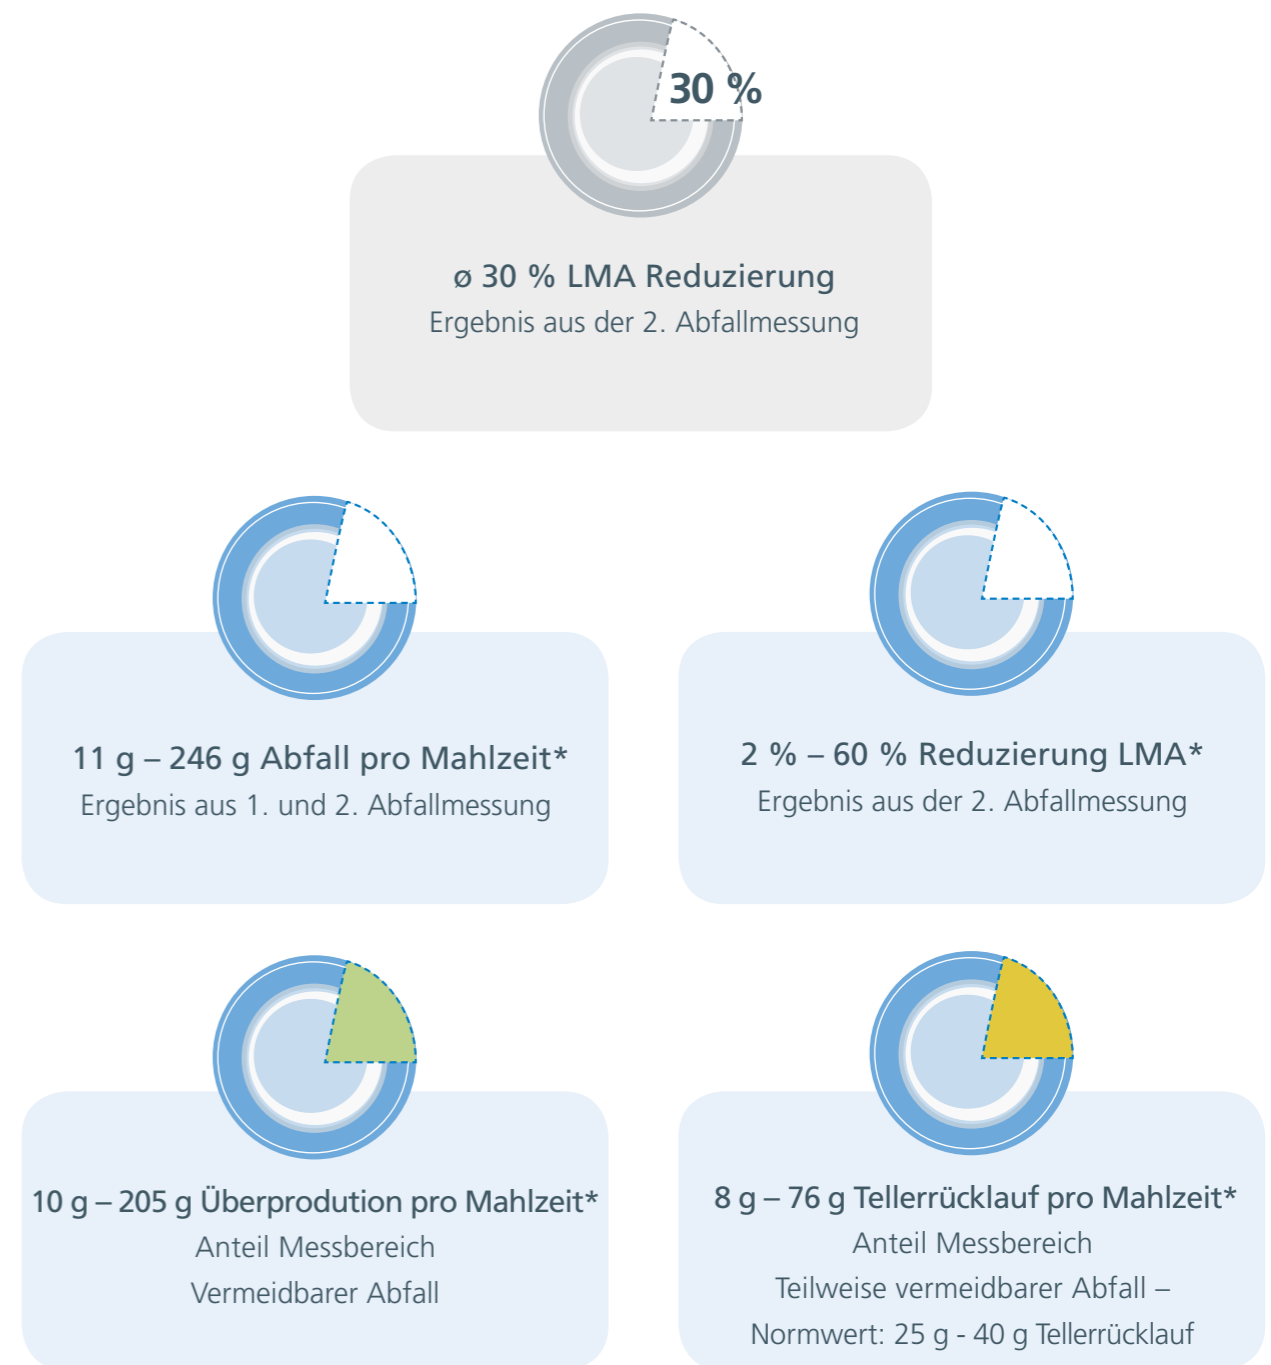 30 %
ø 30 % LMA Reduzierung
Ergebnis aus der 2. Abfallmessung
11 g – 246 g Abfall pro Mahlzeit*
Ergebnis aus 1. und 2. Abfallmessung
2 % – 60 % Reduzierung LMA*
Ergebnis aus der 2. Abfallmessung
10 g – 205 g Überprodution pro Mahlzeit*
Anteil Messbereich
Vermeidbarer Abfall
8 g – 76 g Tellerrücklauf pro Mahlzeit*
Anteil Messbereich
Teilweise vermeidbarer Abfall –
Normwert: 25 g - 40 g Tellerrücklauf